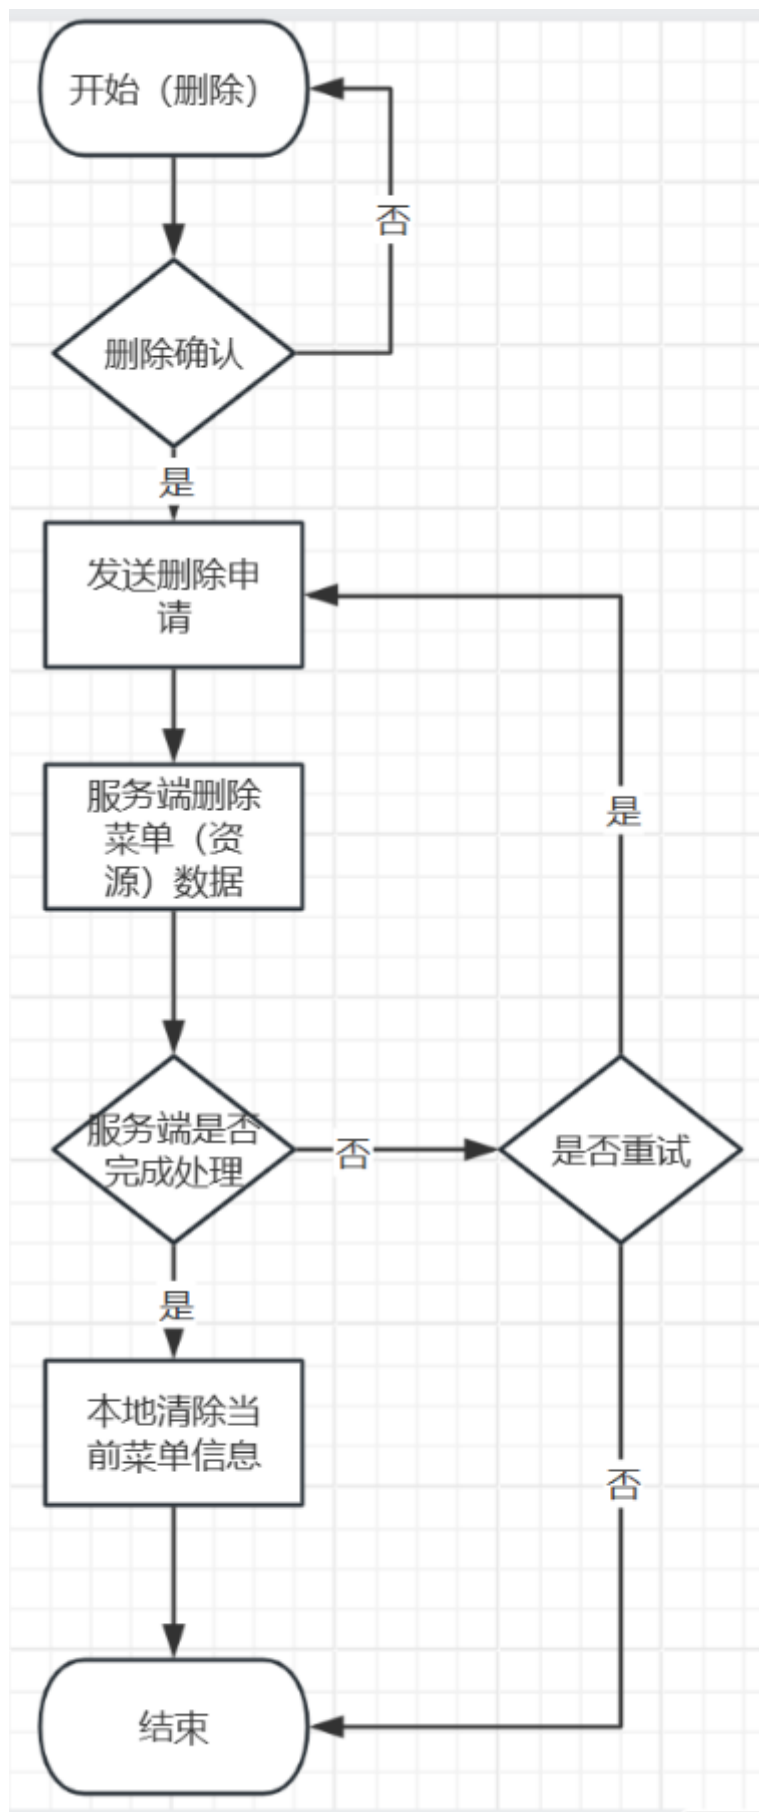 开始（删除）
否
删除确认
是
发送删除申
请
服务端删除
菜单（资
源）数据
是
服务端是否
完成处理
否
是否重试
是
本地清除当
前菜单信息
否
结束